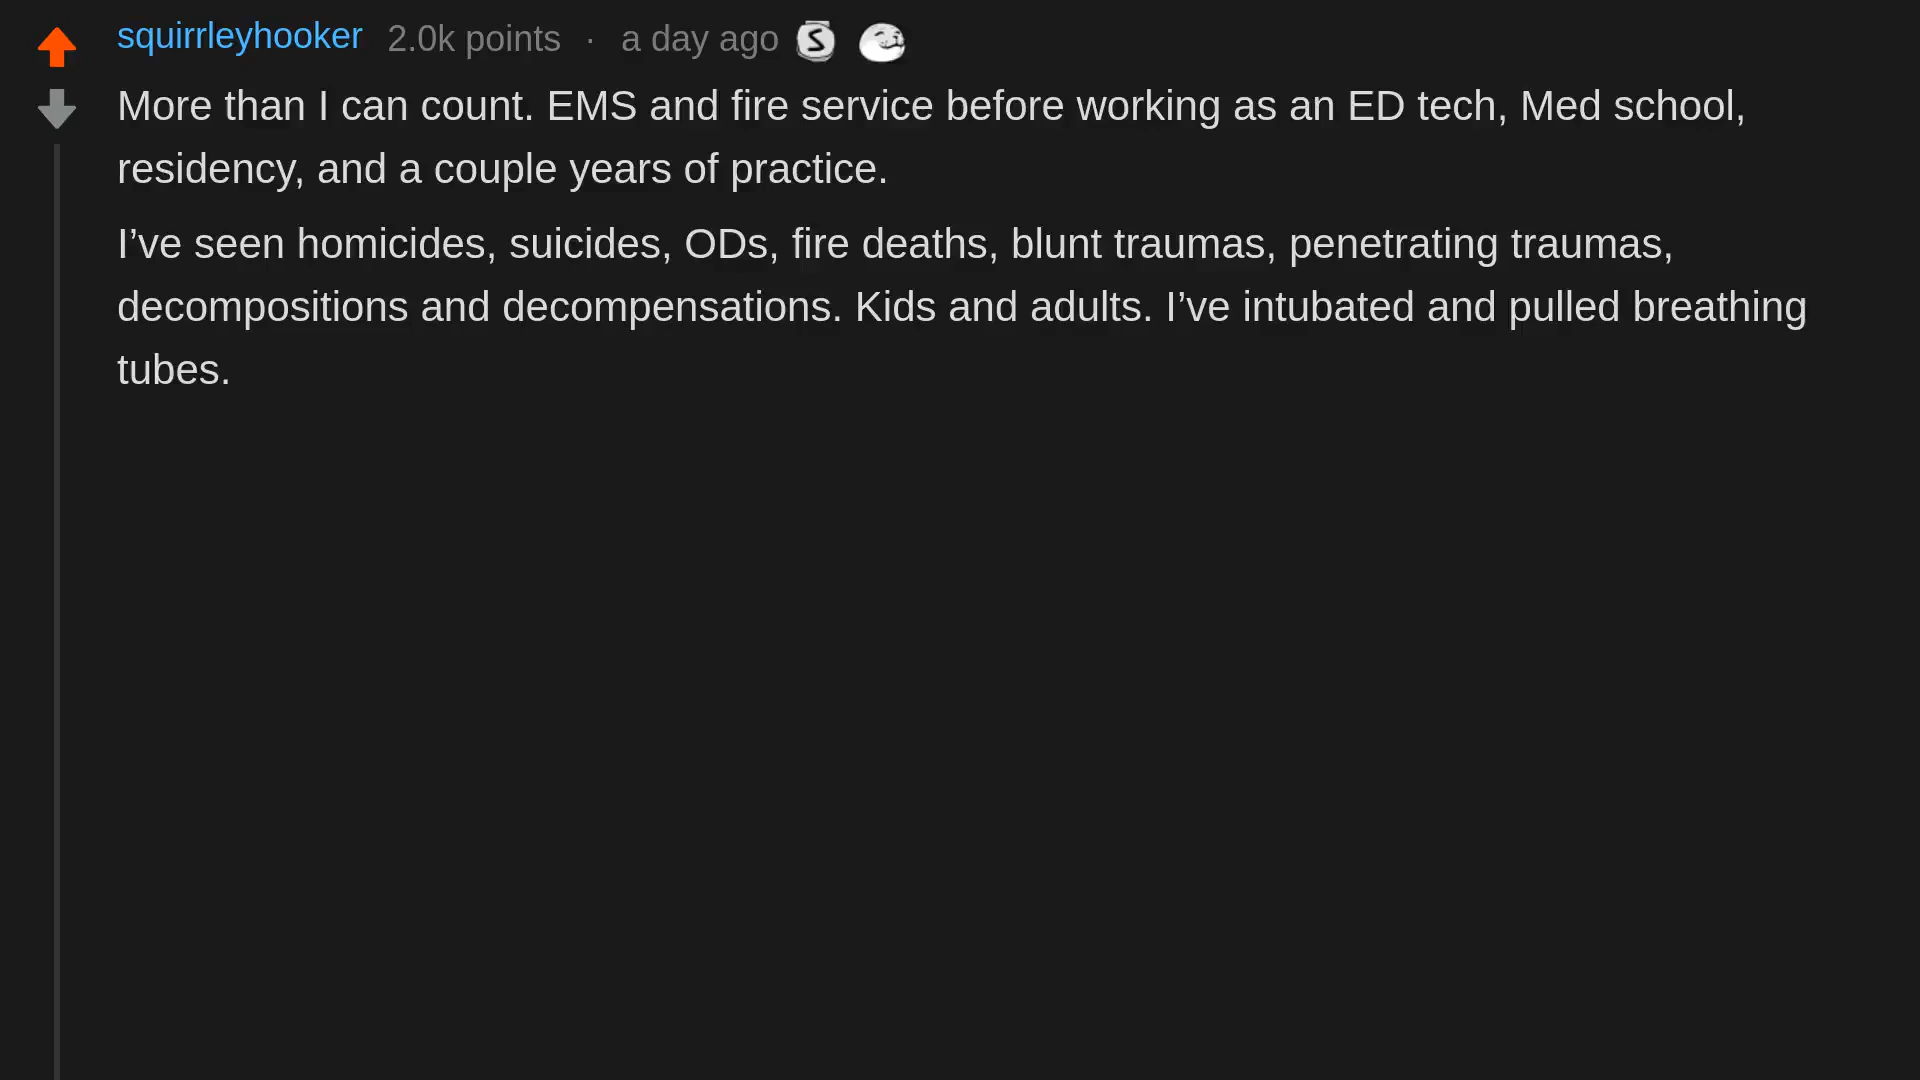 squirrleyhooker 2.0k points · a day ago
More than I can count. EMS and fire service before working as an ED tech, Med school,
residency, and a couple years of practice.
I’ve seen homicides, suicides, ODs, fire deaths, blunt traumas, penetrating traumas,
decompositions and decompensations. Kids and adults. I’ve intubated and pulled breathing
tubes.